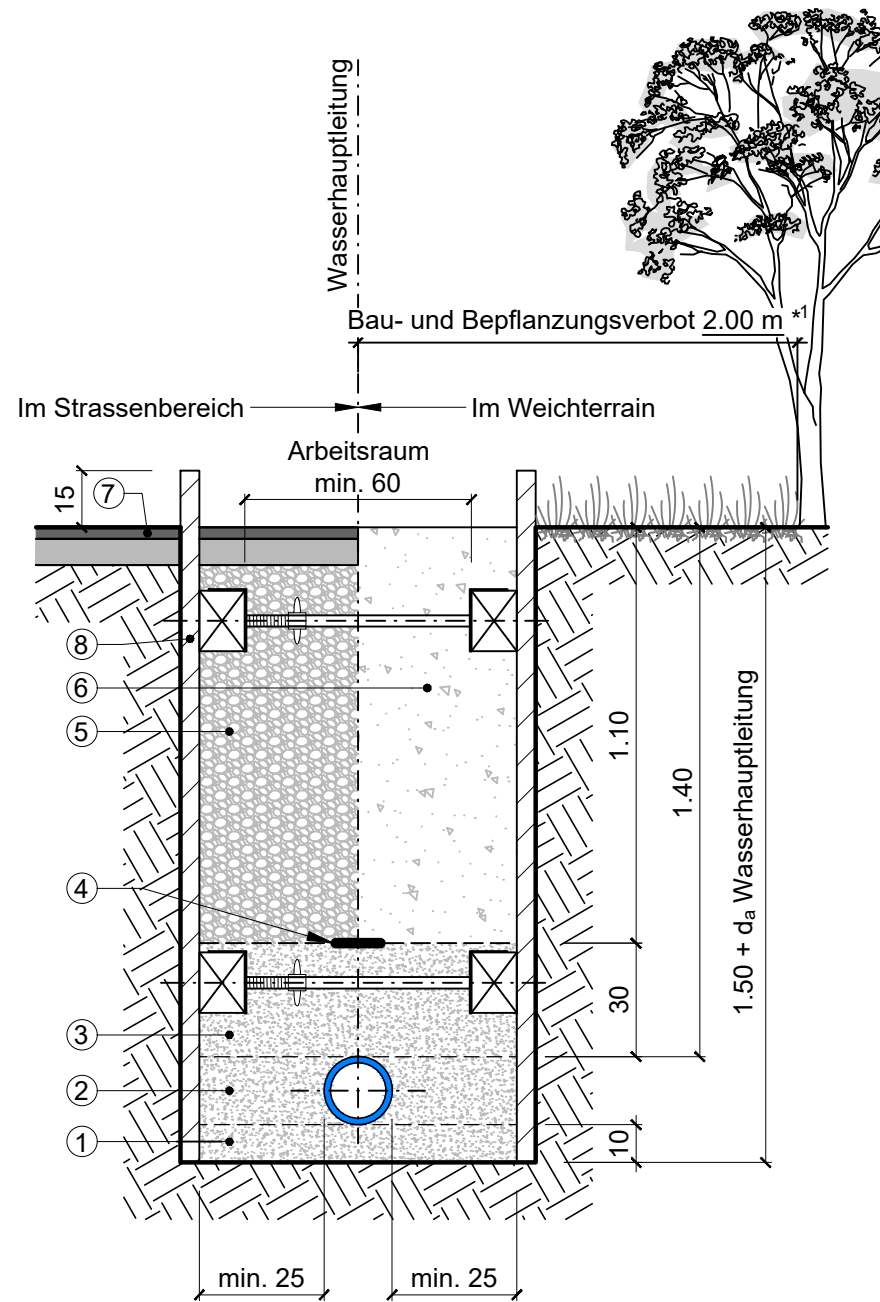 Wasserhauptleitung
Bau- und Bepflanzungsverbot 2.00 m *1
Im Strassenbereich
Im Weichterrain
Arbeitsraum
min. 60
15
7
8
6
5
4
3
2
1
1.10
1.40
1.50 + da Wasserhauptleitung
30
10
min. 25
min. 25